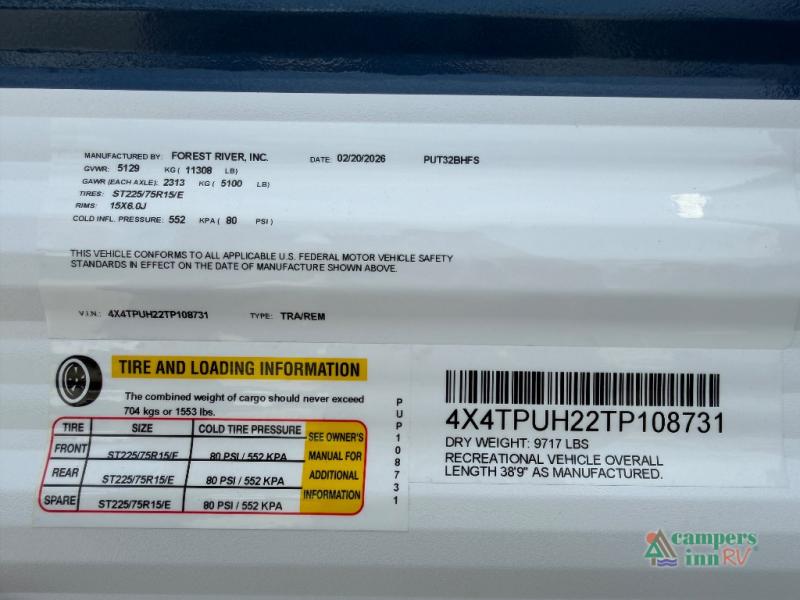 MANUFACTURED BY: FOREST RIVER, INC. DATE: 02/20/2026 PUT32BHFS
GVWR: 5129 KG ( 11308 LB)
GAWR (EACH AXLE): 2313 KG ( 5100 LB)
TIRES: ST225/75R15/E
RIMS: 15X6.0J
COLD INFL. PRESSURE: 552 KPA ( 80 PSI )
THIS VEHICLE CONFORMS TO ALL APPLICABLE U.S. FEDERAL MOTOR VEHICLE SAFETY
STANDARDS IN EFFECT ON THE DATE OF MANUFACTURE SHOWN ABOVE.
V.I.N.: 4X4TPUH22TP108731 TYPE: TRA/REM
TIRE AND LOADING INFORMATION
The combined weight of cargo should never exceed
704 kgs or 1553 lbs.
TIRE SIZE COLD TIRE PRESSURE
FRONT ST225/75R15/E 80 PSI / 552 KPA
REAR ST225/75R15/E 80 PSI / 552 KPA
SPARE ST225/75R15/E 80 PSI / 552 KPA
SEE OWNER'S
MANUAL FOR
ADDITIONAL
INFORMATION
PUP108731
4X4TPUH22TP108731
DRY WEIGHT: 9717 LBS
RECREATIONAL VEHICLE OVERALL
LENGTH 38'9" AS MANUFACTURED.
campers
inn RV